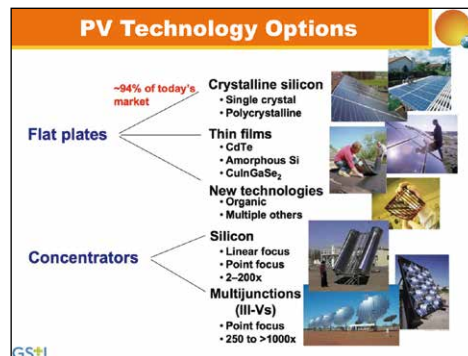 PV Technology Options
~94% of today's
market
Crystalline silicon
• Single crystal
• Polycrystalline
Flat plates
Thin films
• CdTe
• Amorphous Si
• CuInGaSe₂
New technologies
• Organic
• Multiple others
Concentrators
Silicon
• Linear focus
• Point focus
• 2–200x
Multijunctions
(III-Vs)
• Point focus
• 250 to >1000x